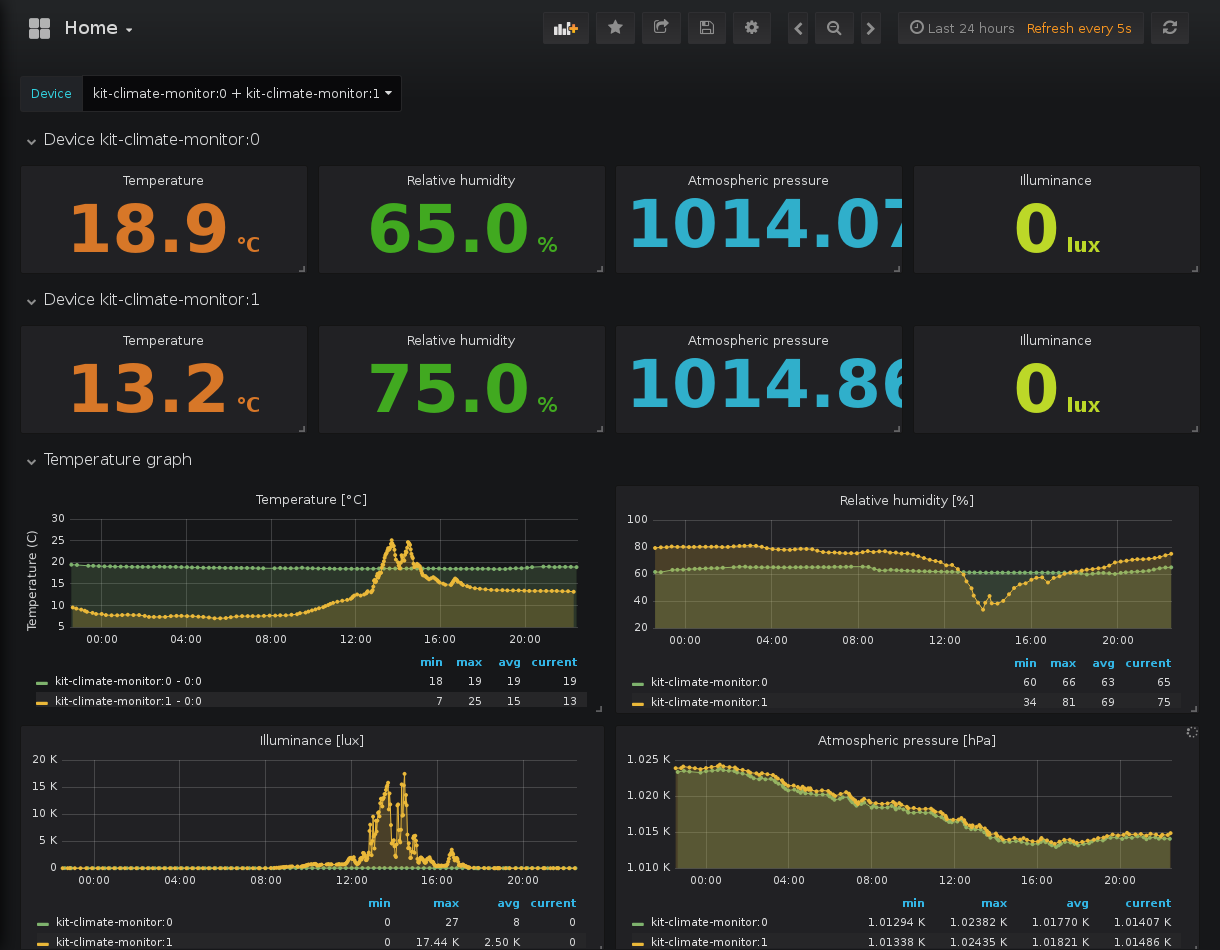 Home
Last 24 hours Refresh every 5s
Device kit-climate-monitor:0 + kit-climate-monitor:1
Device kit-climate-monitor:0
Temperature Relative humidity Atmospheric pressure Illuminance
18.9 °C 65.0 % 1014.07 0 lux
Device kit-climate-monitor:1
Temperature Relative humidity Atmospheric pressure Illuminance
13.2 °C 75.0 % 1014.86 0 lux
Temperature graph
Temperature [°C]
Temperature (C)
30
25
20
15
10
5
00:00 04:00 08:00 12:00 16:00 20:00
min max avg current
kit-climate-monitor:0 - 0:0 18 19 19 19
kit-climate-monitor:1 - 0:0 7 25 15 13
Relative humidity [%]
100
80
60
40
20
00:00 04:00 08:00 12:00 16:00 20:00
min max avg current
kit-climate-monitor:0 60 66 63 65
kit-climate-monitor:1 34 81 69 75
Illuminance [lux]
20 K
15 K
10 K
5 K
0
00:00 04:00 08:00 12:00 16:00 20:00
min max avg current
kit-climate-monitor:0 0 27 8 0
kit-climate-monitor:1 0 17.44 K 2.50 K 0
Atmospheric pressure [hPa]
1.025 K
1.020 K
1.015 K
1.010 K
00:00 04:00 08:00 12:00 16:00 20:00
min max avg current
kit-climate-monitor:0 1.01294 K 1.02382 K 1.01770 K 1.01407 K
kit-climate-monitor:1 1.01338 K 1.02435 K 1.01821 K 1.01486 K